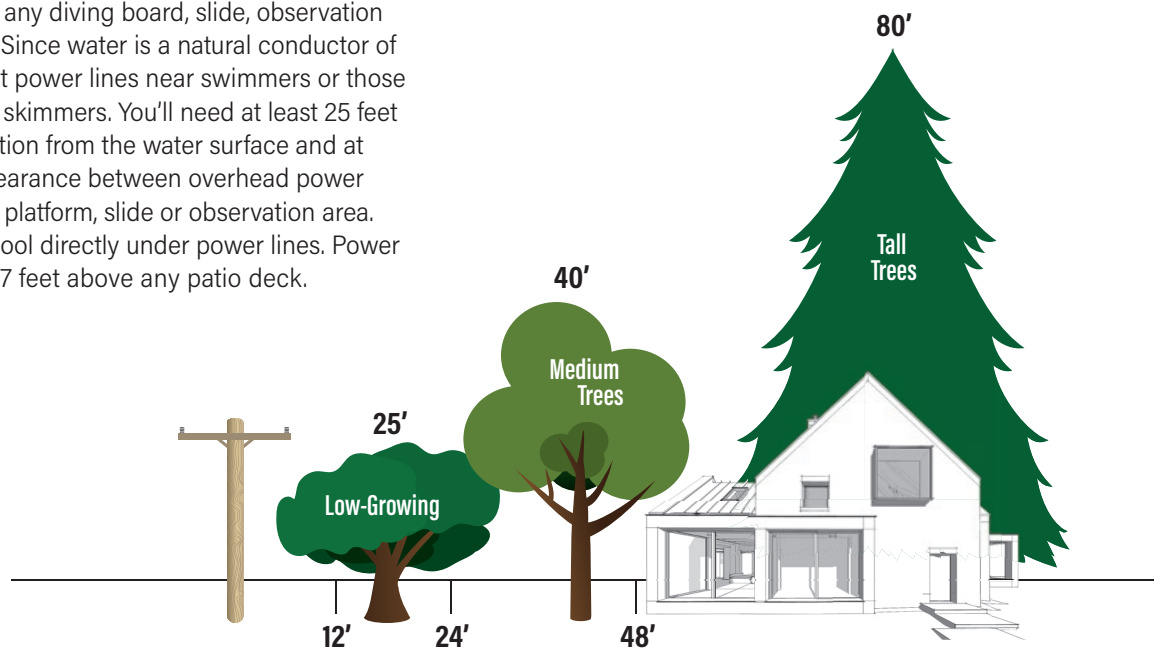 any diving board, slide, observation
Since water is a natural conductor of
t power lines near swimmers or those
skimmers. You'll need at least 25 feet
tion from the water surface and at
earance between overhead power
platform, slide or observation area.
ool directly under power lines. Power
7 feet above any patio deck.
80′
Tall
Trees
40′
Medium
Trees
25′
Low-Growing
12′ 24′ 48′